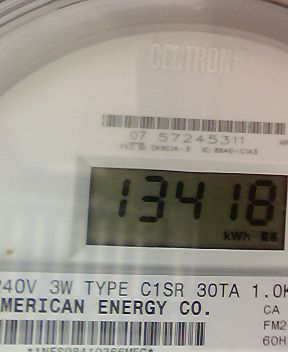 CENTRON®
07 57245311
13418
kWh
240V 3W TYPE C1SR 30TA 1.0K
AMERICAN ENERGY CO.
CA
FM2
60H